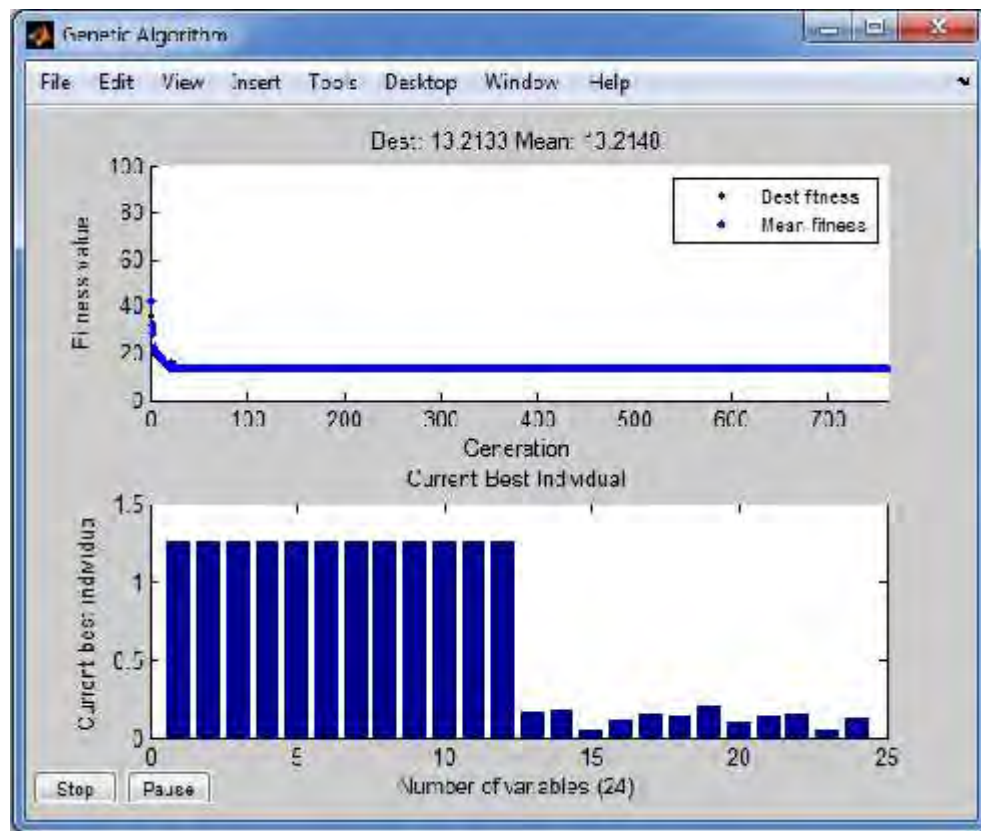 Genetic Algorithm
File Edit View Insert Tools Desktop Window Help
Best: 13.2133 Mean: 13.2140
100
80
60
40
20
0
Fitness value
Best fitness
Mean fitness
0 100 200 300 400 500 600 700
Generation
Current Best Individual
1.5
1
0.5
0
Current best individual
0 5 10 15 20 25
Number of variables (24)
Stop Pause